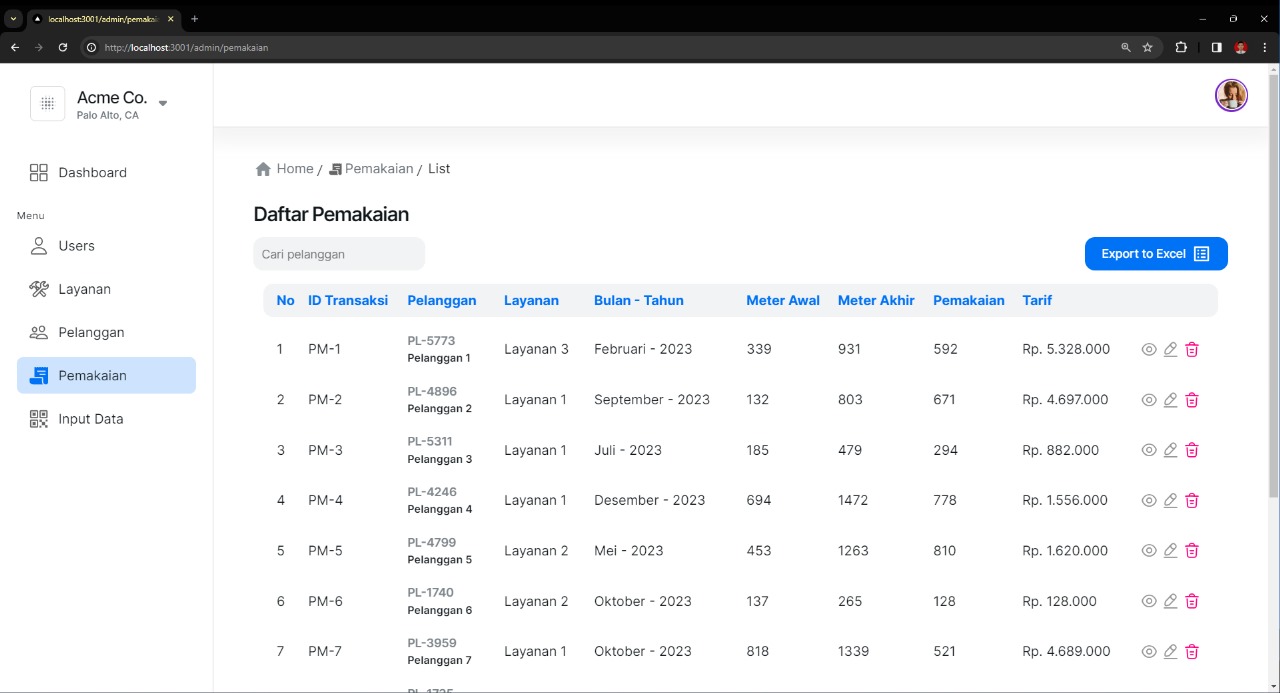 localhost:3001/admin/pemakai
http://localhost:3001/admin/pemakaian
Acme Co.
Palo Alto, CA
Dashboard
Menu
Users
Layanan
Pelanggan
Pemakaian
Input Data
Home / Pemakaian / List
Daftar Pemakaian
Cari pelanggan
Export to Excel
No ID Transaksi Pelanggan Layanan Bulan - Tahun Meter Awal Meter Akhir Pemakaian Tarif
1 PM-1 PL-5773 Pelanggan 1 Layanan 3 Februari - 2023 339 931 592 Rp. 5.328.000
2 PM-2 PL-4896 Pelanggan 2 Layanan 1 September - 2023 132 803 671 Rp. 4.697.000
3 PM-3 PL-5311 Pelanggan 3 Layanan 1 Juli - 2023 185 479 294 Rp. 882.000
4 PM-4 PL-4246 Pelanggan 4 Layanan 1 Desember - 2023 694 1472 778 Rp. 1.556.000
5 PM-5 PL-4799 Pelanggan 5 Layanan 2 Mei - 2023 453 1263 810 Rp. 1.620.000
6 PM-6 PL-1740 Pelanggan 6 Layanan 2 Oktober - 2023 137 265 128 Rp. 128.000
7 PM-7 PL-3959 Pelanggan 7 Layanan 1 Oktober - 2023 818 1339 521 Rp. 4.689.000